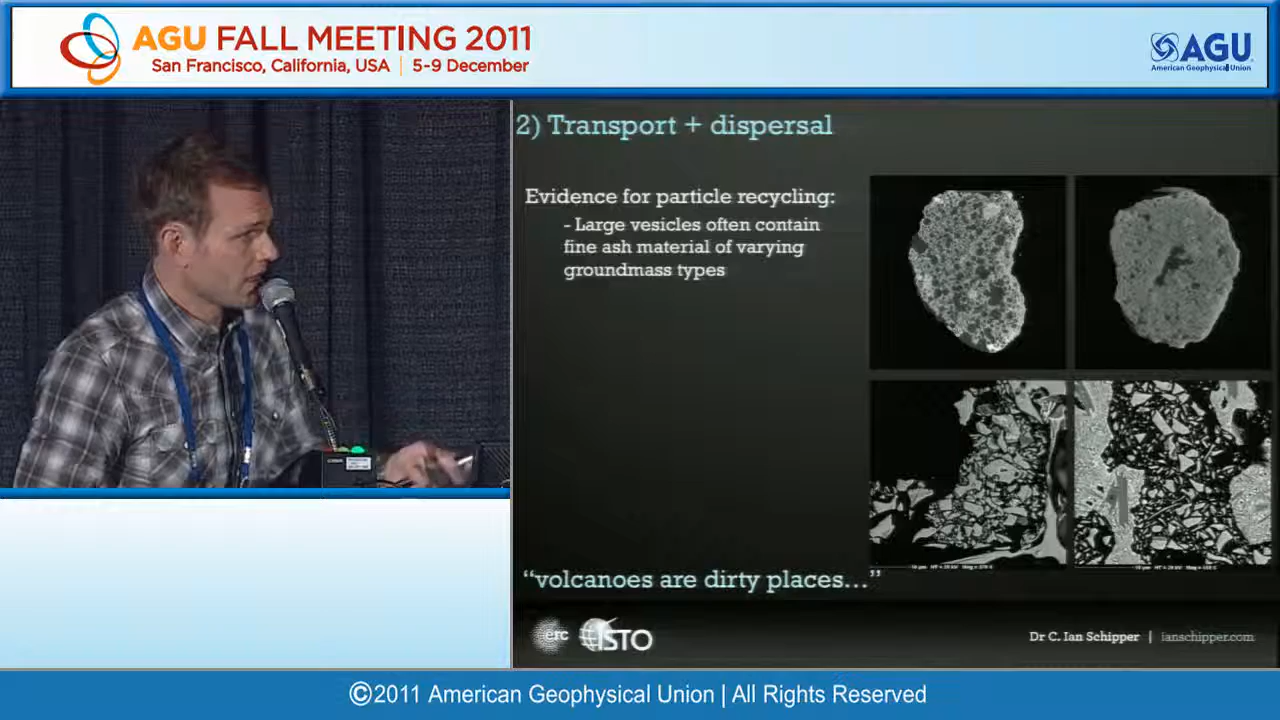 AGU FALL MEETING 2011
San Francisco, California, USA | 5-9 December
AGU
American Geophysical Union
2) Transport + dispersal
Evidence for particle recycling:
- Large vesicles often contain
fine ash material of varying
groundmass types
“volcanoes are dirty places…”
erc
ISTO
Dr C. Ian Schipper | ianschipper.com
©2011 American Geophysical Union | All Rights Reserved